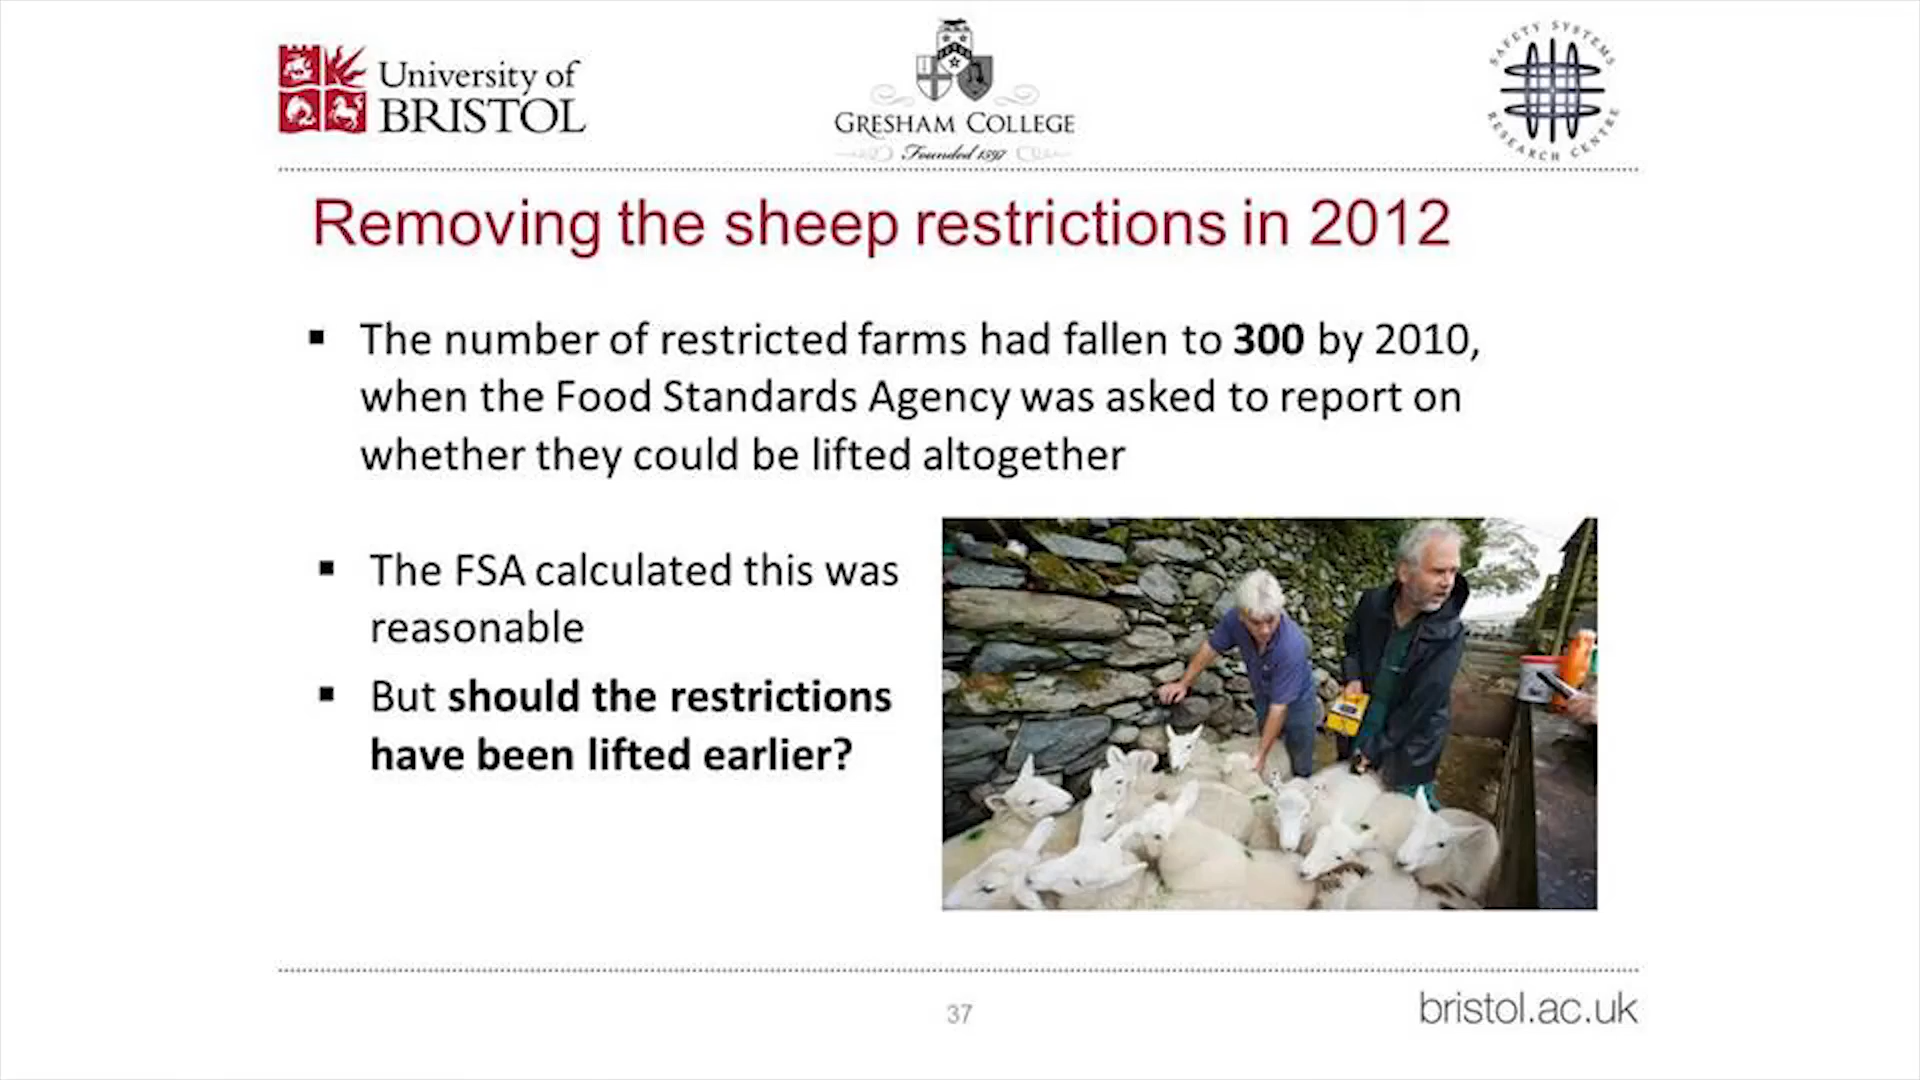 University of
BRISTOL
GRESHAM COLLEGE
Founded 1597
SAFETY SYSTEMS
RESEARCH CENTRE
Removing the sheep restrictions in 2012
▪ The number of restricted farms had fallen to 300 by 2010,
when the Food Standards Agency was asked to report on
whether they could be lifted altogether
▪ The FSA calculated this was
reasonable
▪ But should the restrictions
have been lifted earlier?
37
bristol.ac.uk